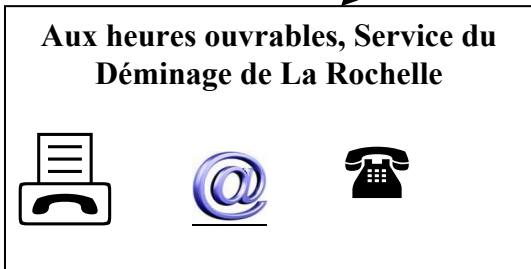 Aux heures ouvrables, Service du
Déminage de La Rochelle
@